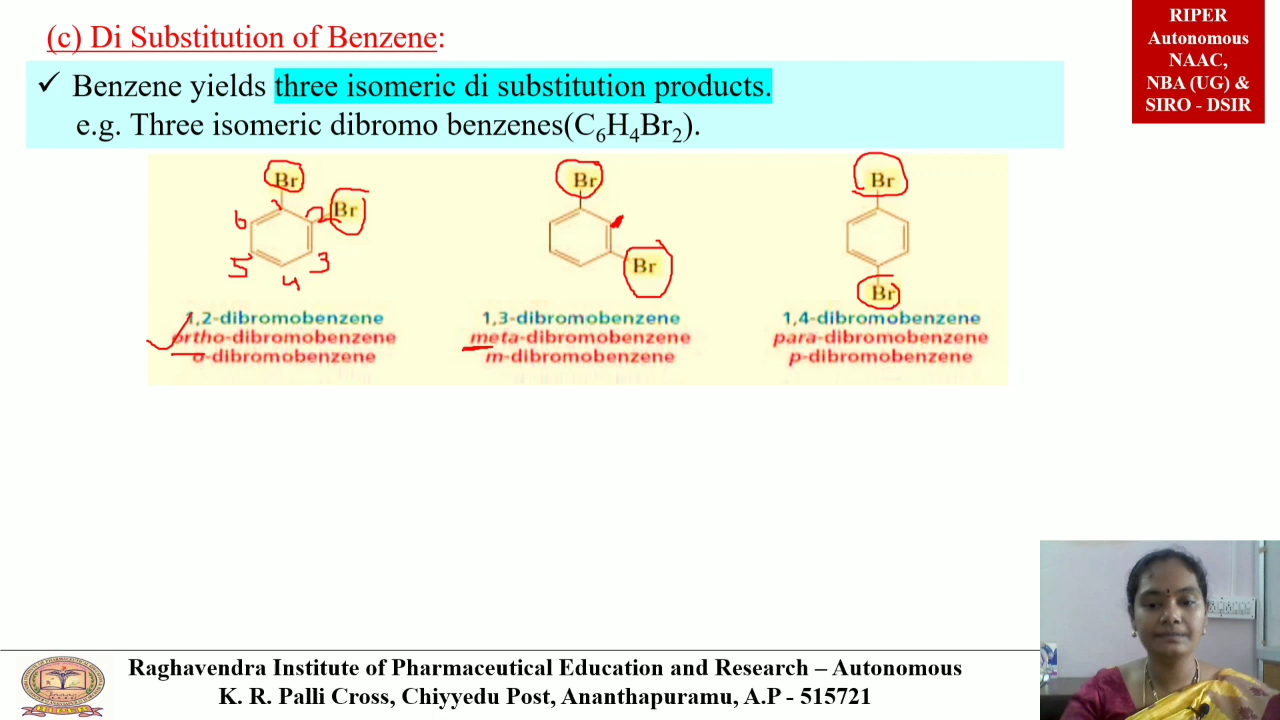 (c) Di Substitution of Benzene:
RIPER
Autonomous
NAAC,
NBA (UG) &
SIRO - DSIR
✓ Benzene yields three isomeric di substitution products.
e.g. Three isomeric dibromo benzenes(C₆H₄Br₂).
Br
Br
6
5
4
3
1,2-dibromobenzene
ortho-dibromobenzene
o-dibromobenzene
Br
Br
1,3-dibromobenzene
meta-dibromobenzene
m-dibromobenzene
Br
Br
1,4-dibromobenzene
para-dibromobenzene
p-dibromobenzene
Raghavendra Institute of Pharmaceutical Education and Research – Autonomous
K. R. Palli Cross, Chiyyedu Post, Ananthapuramu, A.P - 515721